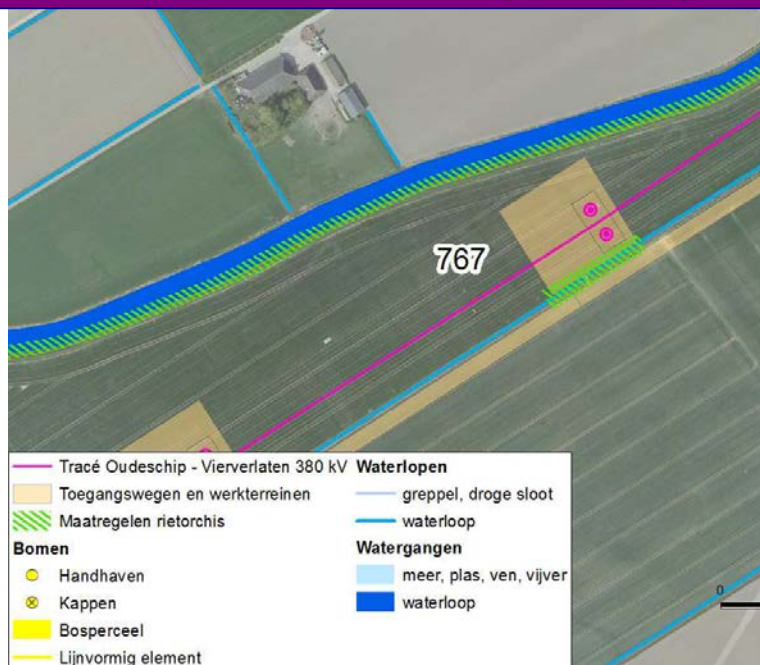 767
Tracé Oudeschip - Vierverlaten 380 kV
Toegangswegen en werkterreinen
Maatregelen rietorchis
Bomen
Handhaven
Kappen
Bosperceel
Lijnvormig element
Waterlopen
greppel, droge sloot
waterloop
Watergangen
meer, plas, ven, vijver
waterloop
0